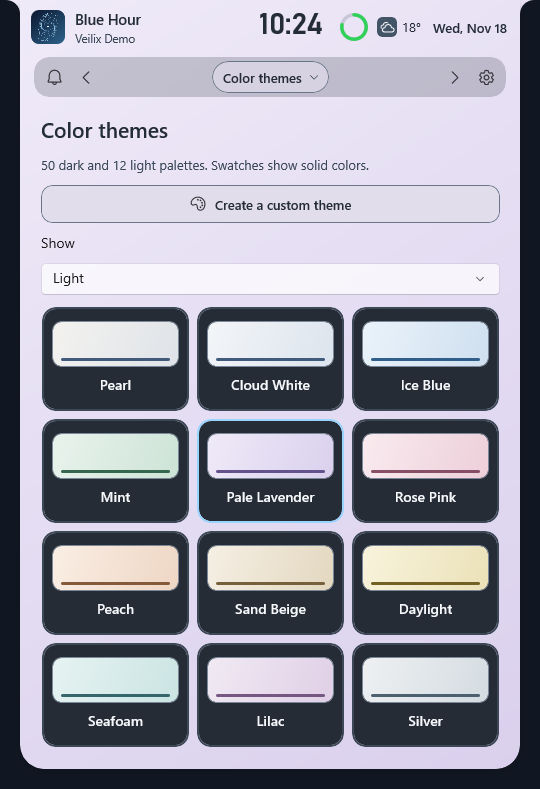 Blue Hour
Veilix Demo
10:24
18°
Wed, Nov 18
Color themes
Color themes
50 dark and 12 light palettes. Swatches show solid colors.
Create a custom theme
Show
Light
Pearl
Cloud White
Ice Blue
Mint
Pale Lavender
Rose Pink
Peach
Sand Beige
Daylight
Seafoam
Lilac
Silver